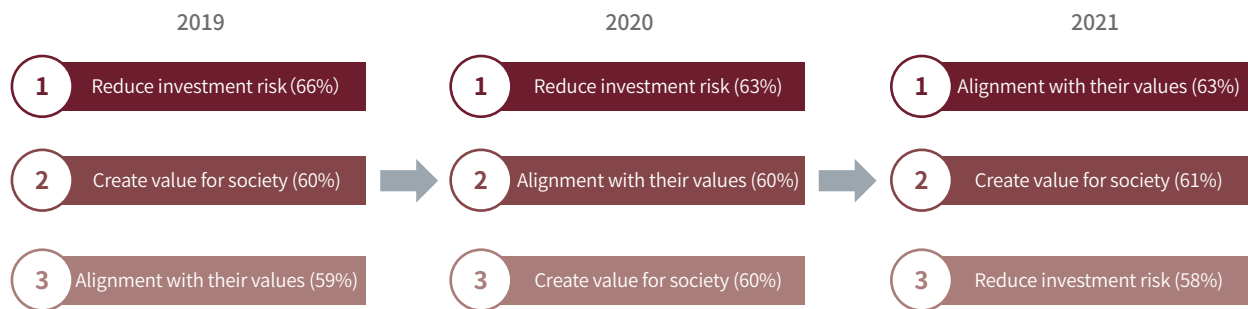 2019
1
Reduce investment risk (66%)
2
Create value for society (60%)
3
Alignment with their values (59%)
2020
1
Reduce investment risk (63%)
2
Alignment with their values (60%)
3
Create value for society (60%)
2021
1
Alignment with their values (63%)
2
Create value for society (61%)
3
Reduce investment risk (58%)